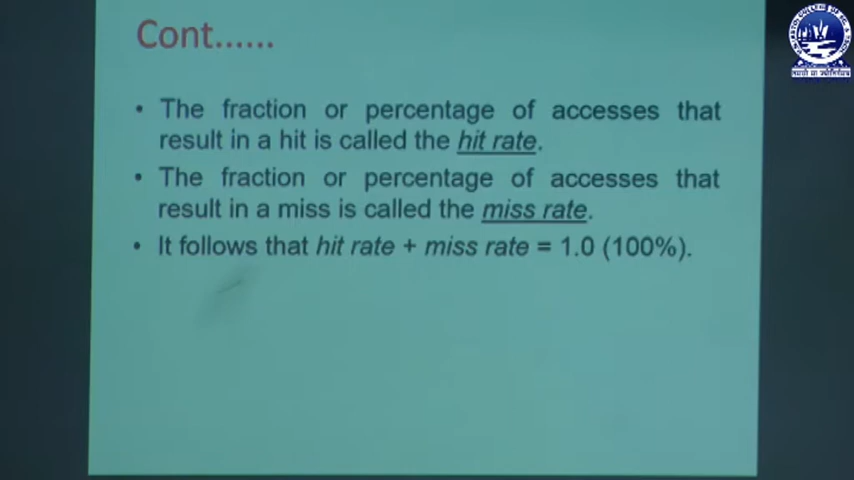 Cont......
• The fraction or percentage of accesses that
result in a hit is called the hit rate.
• The fraction or percentage of accesses that
result in a miss is called the miss rate.
• It follows that hit rate + miss rate = 1.0 (100%).